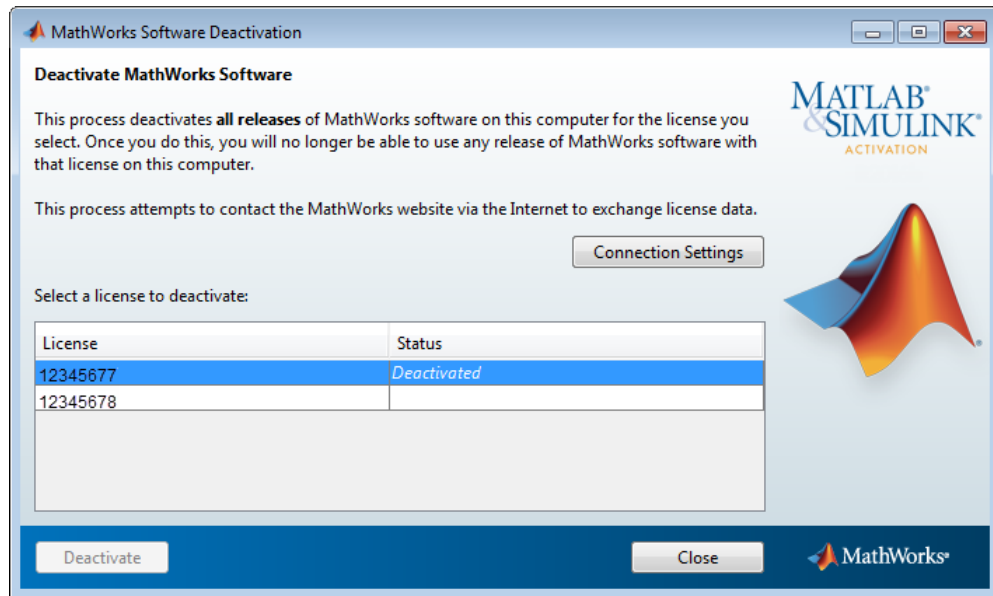 MathWorks Software Deactivation
Deactivate MathWorks Software
MATLAB®
&SIMULINK®
ACTIVATION
This process deactivates all releases of MathWorks software on this computer for the license you
select. Once you do this, you will no longer be able to use any release of MathWorks software with
that license on this computer.
This process attempts to contact the MathWorks website via the Internet to exchange license data.
Connection Settings
Select a license to deactivate:
License Status
12345677 Deactivated
12345678
®
Deactivate Close MathWorks®